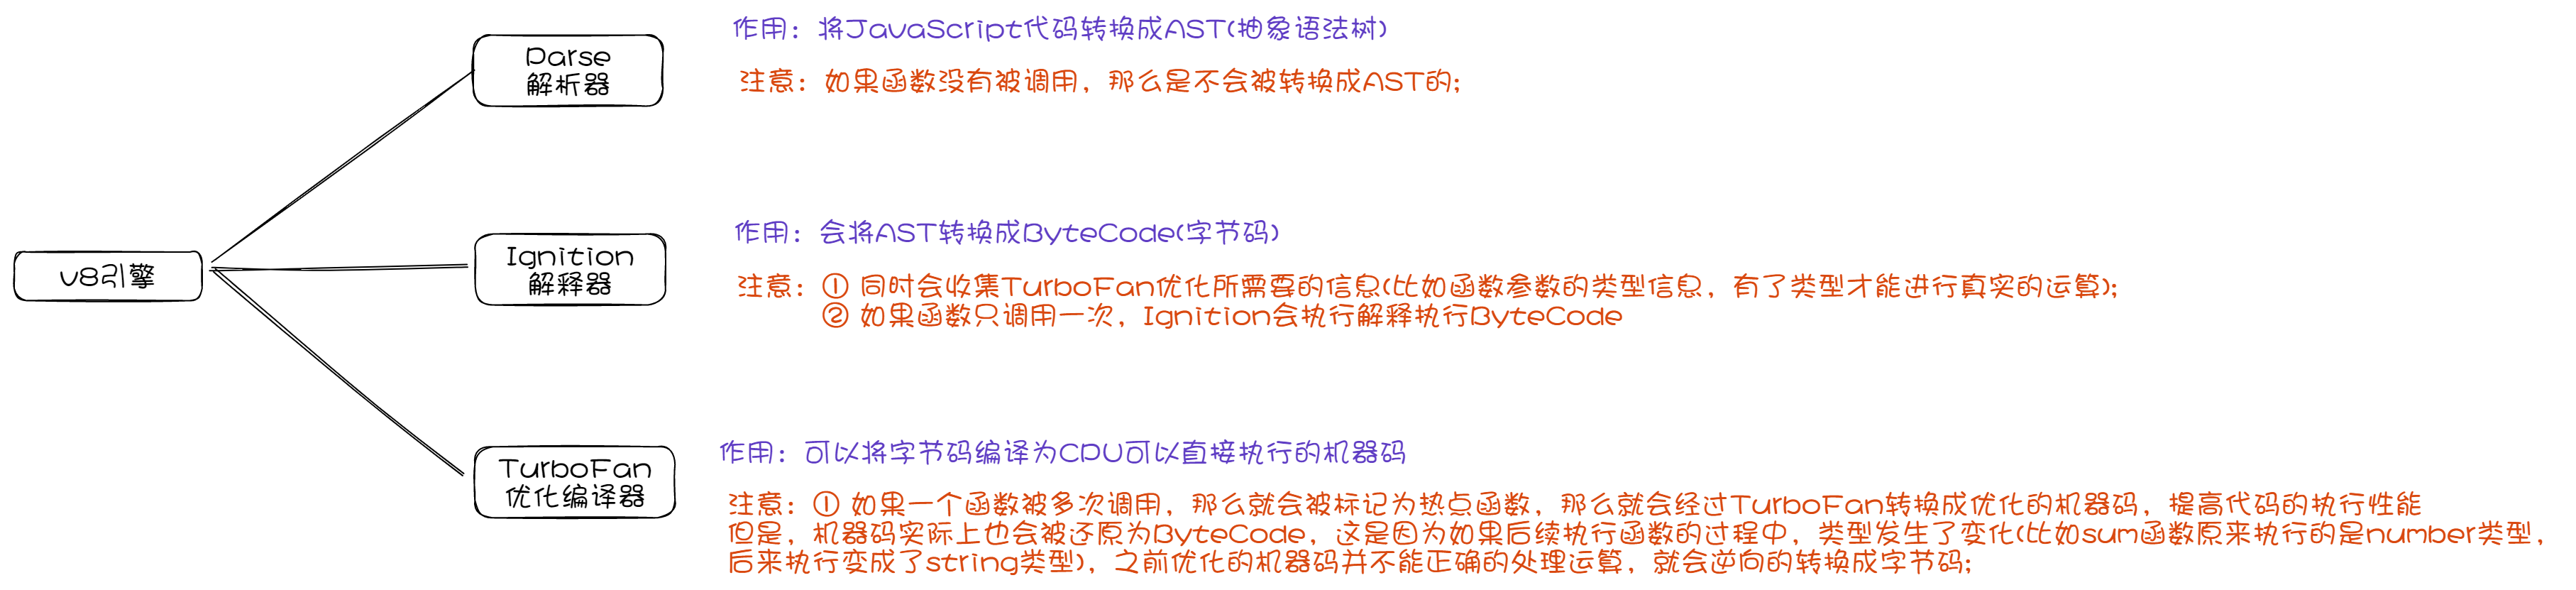 Parse
解析器
作用：将JavaScript代码转换成AST(抽象语法树)
注意：如果函数没有被调用，那么是不会被转换成AST的;
v8引擎
Ignition
解释器
作用：会将AST转换成ByteCode(字节码)
注意：① 同时会收集TurboFan优化所需要的信息(比如函数参数的类型信息，有了类型才能进行真实的运算);
② 如果函数只调用一次，Ignition会执行解释执行ByteCode
TurboFan
优化编译器
作用：可以将字节码编译为CPU可以直接执行的机器码
注意：① 如果一个函数被多次调用，那么就会被标记为热点函数，那么就会经过TurboFan转换成优化的机器码，提高代码的执行性能
但是，机器码实际上也会被还原为ByteCode，这是因为如果后续执行函数的过程中，类型发生了变化(比如sum函数原来执行的是number类型，
后来执行变成了string类型)，之前优化的机器码并不能正确的处理运算，就会逆向的转换成字节码;